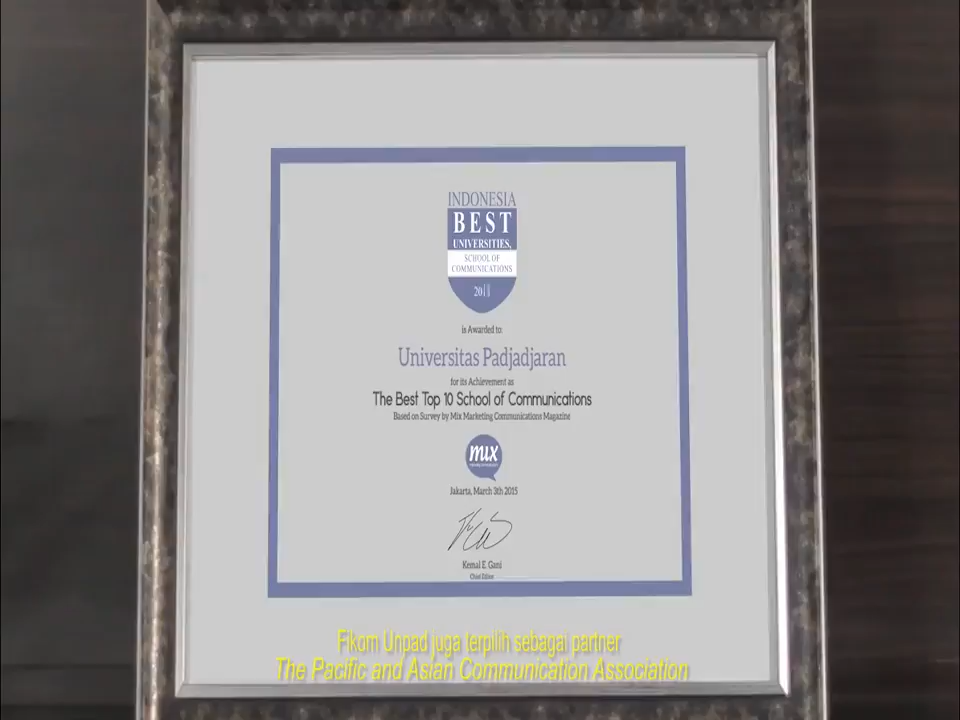 INDONESIA
BEST
UNIVERSITIES,
SCHOOL OF
COMMUNICATIONS
is Awarded to:
Universitas Padjadjaran
for its Achievement as
The Best Top 10 School of Communications
Based on Survey by Mix Marketing Communications Magazine
mix
Jakarta, March 3th 2015
Kemal E. Gani
Chief Editor
Fikom Unpad juga terpilih sebagai partner
The Pacific and Asian Communication Association